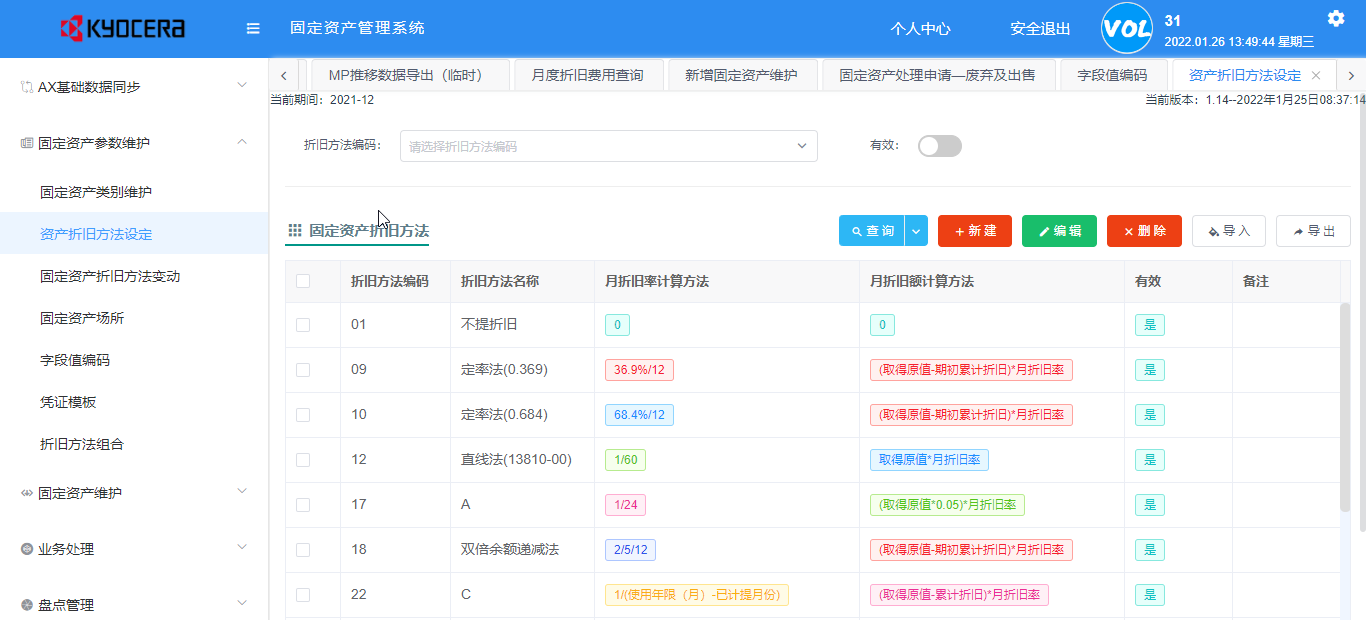 KYOCERA 固定资产管理系统 个人中心 安全退出 VOL 31
2022.01.26 13:49:44 星期三
AX基础数据同步
固定资产参数维护
固定资产类别维护
资产折旧方法设定
固定资产折旧方法变动
固定资产场所
字段值编码
凭证模板
折旧方法组合
固定资产维护
业务处理
盘点管理
MP推移数据导出（临时） 月度折旧费用查询 新增固定资产维护 固定资产处理申请—废弃及出售 字段值编码 资产折旧方法设定
当前期间：2021-12 当前版本：1.14--2022年1月25日08:37:14
折旧方法编码： 请选择折旧方法编码 有效：
固定资产折旧方法 查询 新建 编辑 删除 导入 导出
折旧方法编码 折旧方法名称 月折旧率计算方法 月折旧额计算方法 有效 备注
01 不提折旧 0 0 是
09 定率法(0.369) 36.9%/12 (取得原值-期初累计折旧)*月折旧率 是
10 定率法(0.684) 68.4%/12 (取得原值-期初累计折旧)*月折旧率 是
12 直线法(13810-00) 1/60 取得原值*月折旧率 是
17 A 1/24 (取得原值*0.05)*月折旧率 是
18 双倍余额递减法 2/5/12 (取得原值-期初累计折旧)*月折旧率 是
22 C 1/(使用年限（月）-已计提月份) (取得原值-累计折旧)*月折旧率 是